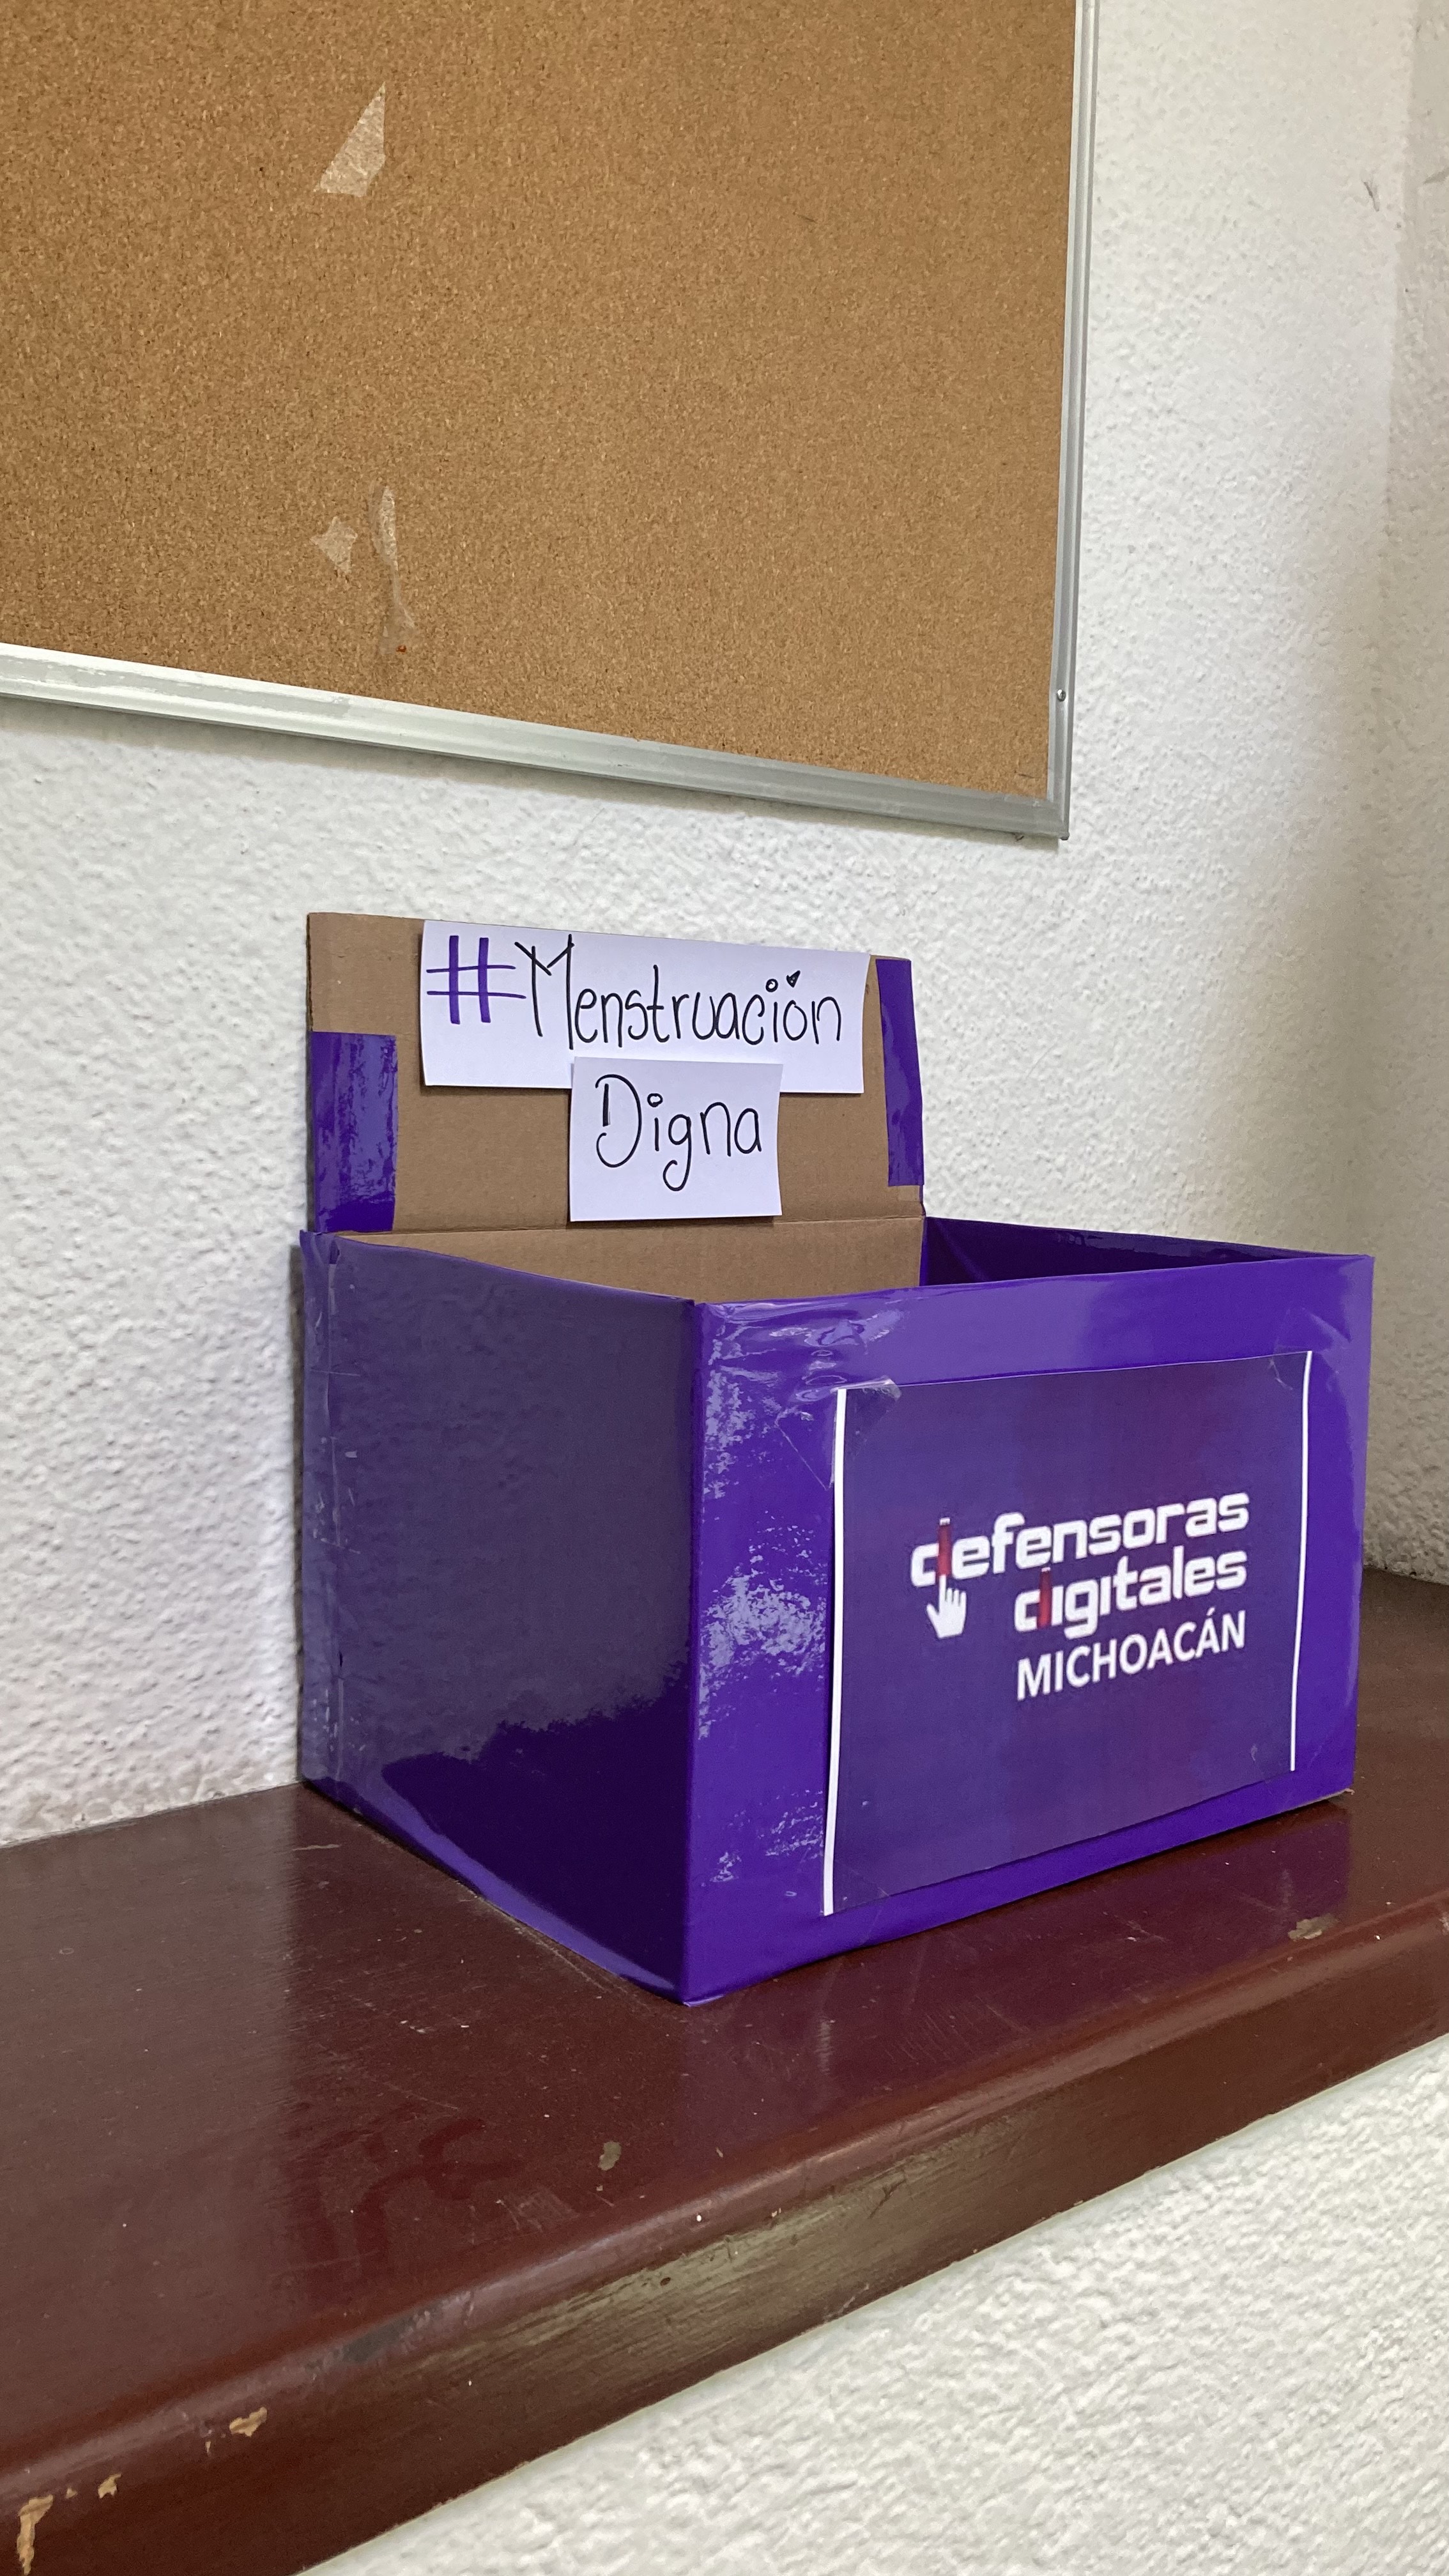 #Menstruación
Digna
defensoras
digitales
MICHOACÁN